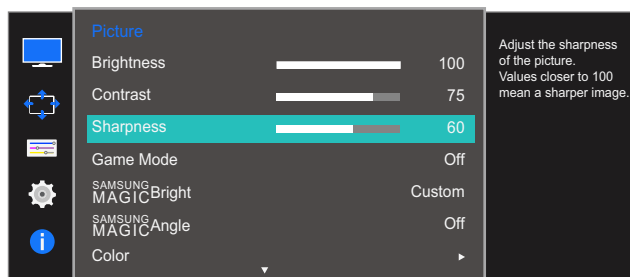 Picture
Brightness 100
Contrast 75
Sharpness 60
Game Mode Off
SAMSUNG
MAGICBright Custom
SAMSUNG
MAGICAngle Off
Color
Adjust the sharpness
of the picture.
Values closer to 100
mean a sharper image.
i